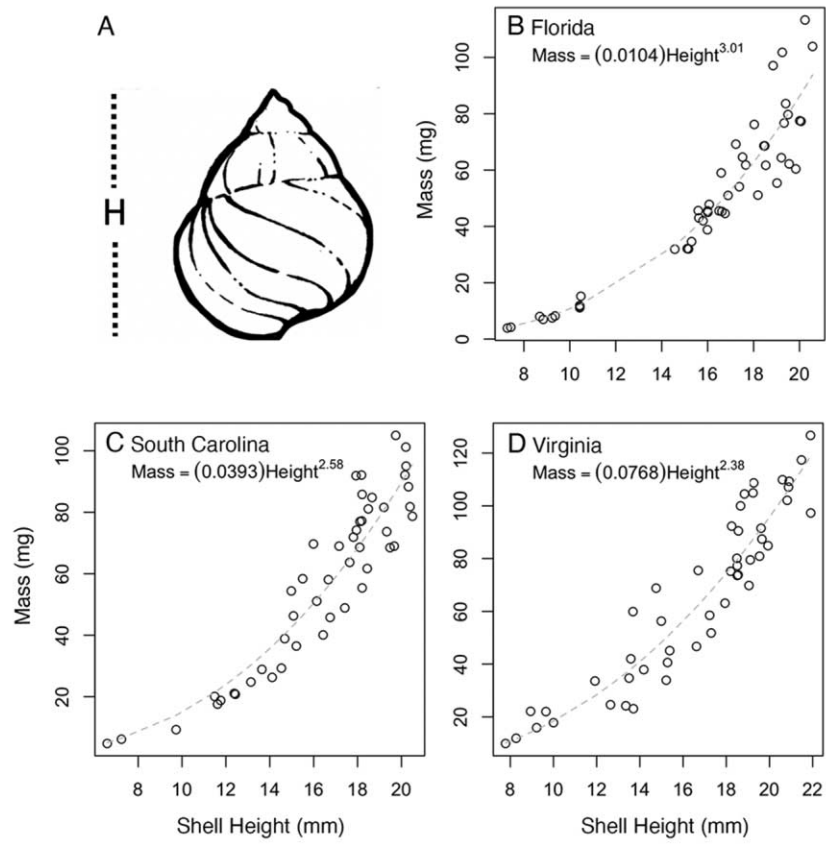 A
H
B Florida
Mass = (0.0104)Height^3.01
Mass (mg)
100
80
60
40
20
0
8 10 12 14 16 18 20
C South Carolina
Mass = (0.0393)Height^2.58
Mass (mg)
100
80
60
40
20
8 10 12 14 16 18 20
Shell Height (mm)
D Virginia
Mass = (0.0768)Height^2.38
120
100
80
60
40
20
8 10 12 14 16 18 20 22
Shell Height (mm)